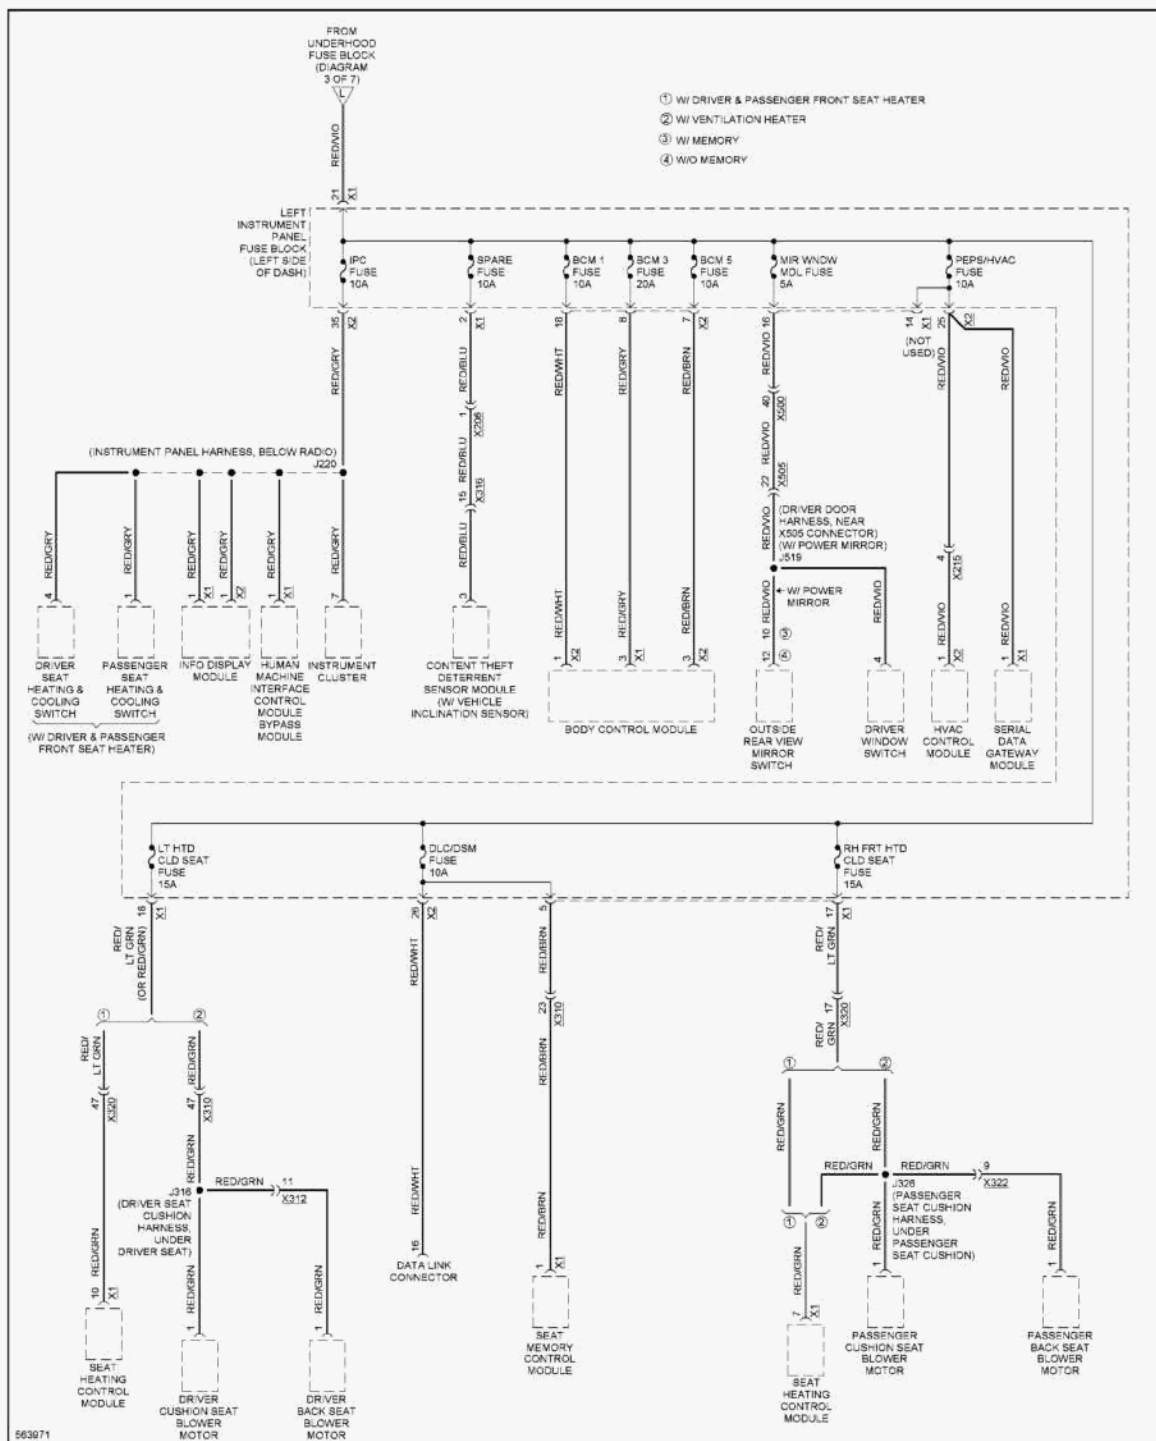 FROM
UNDERHOOD
FUSE BLOCK
(DIAGRAM
3 OF 7)
L
① W/ DRIVER & PASSENGER FRONT SEAT HEATER
② W/ VENTILATION HEATER
③ W/ MEMORY
④ W/O MEMORY
RED/VIO
21 X1
LEFT
INSTRUMENT
PANEL
FUSE BLOCK
(LEFT SIDE
OF DASH)
IPC
FUSE
10A
SPARE
FUSE
10A
BCM 1
FUSE
10A
BCM 3
FUSE
20A
BCM 5
FUSE
10A
MIR WNDW
MDL FUSE
5A
PEPS/HVAC
FUSE
10A
35 X2
2 X1
18
8
7 X2
16
14 X1
25 X2
(NOT
USED)
RED/GRY
RED/BLU
RED/WHT
RED/GRY
RED/BRN
RED/VIO
RED/VIO
RED/VIO
1 X206
40 X500
RED/BLU
RED/VIO
(INSTRUMENT PANEL HARNESS, BELOW RADIO)
J220
15 X316
22 X505
(DRIVER DOOR
HARNESS, NEAR
X505 CONNECTOR)
(W/ POWER MIRROR)
J519
RED/GRY
RED/GRY
RED/GRY
RED/GRY
RED/GRY
RED/GRY
RED/BLU
RED/VIO
4 X215
W/ POWER
MIRROR
4
1
1 X1
1 X2
1 X1
7
3
RED/WHT
RED/GRY
RED/BRN
RED/VIO
RED/VIO
RED/VIO
RED/VIO
10 ③
12 ④
1 X2
3 X1
3 X2
4
1 X2
1 X1
DRIVER
SEAT
HEATING &
COOLING
SWITCH
PASSENGER
SEAT
HEATING &
COOLING
SWITCH
(W/ DRIVER & PASSENGER
FRONT SEAT HEATER)
INFO DISPLAY
MODULE
HUMAN
MACHINE
INTERFACE
CONTROL
MODULE
BYPASS
MODULE
INSTRUMENT
CLUSTER
CONTENT THEFT
DETERRENT
SENSOR MODULE
(W/ VEHICLE
INCLINATION SENSOR)
BODY CONTROL MODULE
OUTSIDE
REAR VIEW
MIRROR
SWITCH
DRIVER
WINDOW
SWITCH
HVAC
CONTROL
MODULE
SERIAL
DATA
GATEWAY
MODULE
LT HTD
CLD SEAT
FUSE
15A
DLC/DSM
FUSE
10A
RH FRT HTD
CLD SEAT
FUSE
15A
16 X1
26 X2
5
17 X1
RED/
LT GRN
(OR RED/GRN)
RED/WHT
RED/BRN
RED/
LT GRN
23 X310
17 X320
RED/
GRN
① ②
RED/
LT GRN
RED/GRN
RED/BRN
① ②
47 X320
47 X310
RED/GRN
RED/GRN
RED/GRN
RED/GRN
11
X312
J316
(DRIVER SEAT
CUSHION
HARNESS,
UNDER
DRIVER SEAT)
RED/WHT
RED/BRN
RED/GRN
RED/GRN
9
X322
J326
(PASSENGER
SEAT CUSHION
HARNESS,
UNDER
PASSENGER
SEAT CUSHION)
① ②
RED/GRN
RED/GRN
RED/GRN
RED/GRN
RED/GRN
RED/GRN
10 X1
1
1
16
DATA LINK
CONNECTOR
1 X1
7 X1
1
1
SEAT
HEATING
CONTROL
MODULE
DRIVER
CUSHION SEAT
BLOWER
MOTOR
DRIVER
BACK SEAT
BLOWER
MOTOR
SEAT
MEMORY
CONTROL
MODULE
SEAT
HEATING
CONTROL
MODULE
PASSENGER
CUSHION SEAT
BLOWER
MOTOR
PASSENGER
BACK SEAT
BLOWER
MOTOR
563971